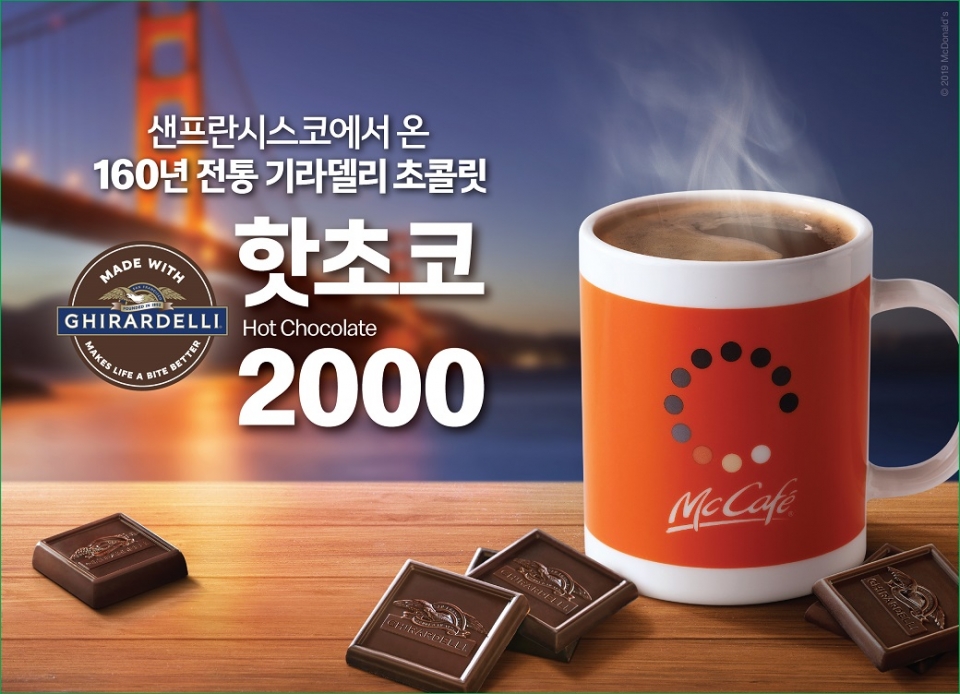 © 2019 McDonald's
샌프란시스코에서 온
160년 전통 기라델리 초콜릿
핫초코
Hot Chocolate
2000
MADE WITH
GHIRARDELLI
MAKES LIFE A BITE BETTER
McCafé
GHIRARDELLI
GHIRARDELLI
GHIRARDELLI
GHIRARDELLI